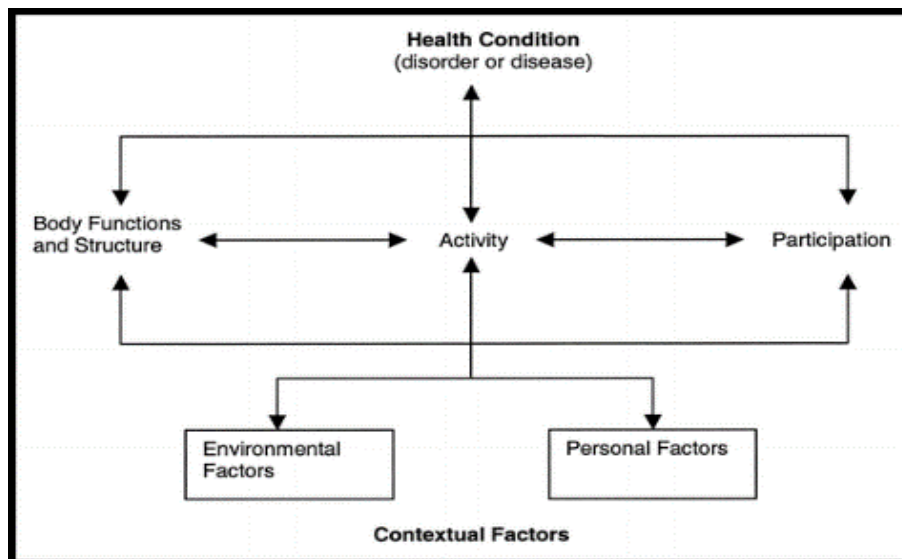 Health Condition
(disorder or disease)
Body Functions
and Structure
Activity
Participation
Environmental
Factors
Personal Factors
Contextual Factors